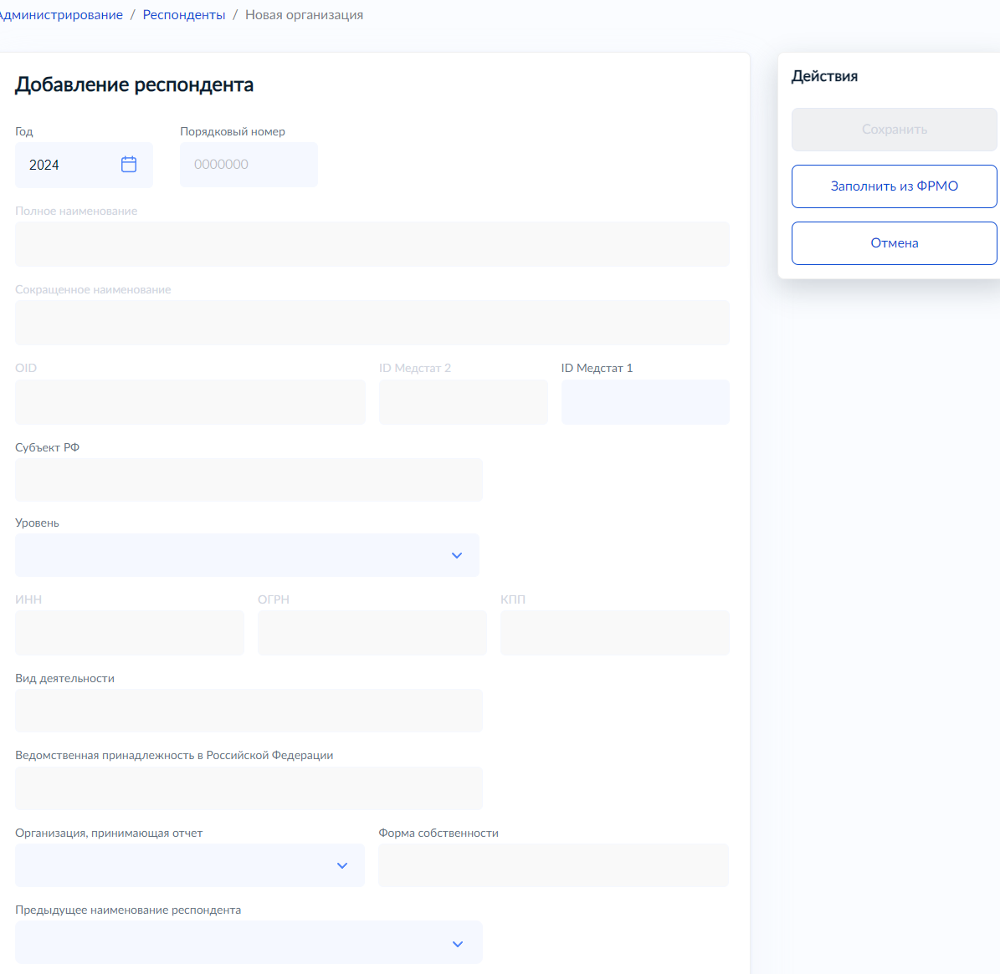 Администрирование / Респонденты / Новая организация
Добавление респондента
Год
Порядковый номер
2024
0000000
Полное наименование
Сокращенное наименование
OID
ID Медстат 2
ID Медстат 1
Субъект РФ
Уровень
ИНН
ОГРН
КПП
Вид деятельности
Ведомственная принадлежность в Российской Федерации
Организация, принимающая отчет
Форма собственности
Предыдущее наименование респондента
Действия
Сохранить
Заполнить из ФРМО
Отмена